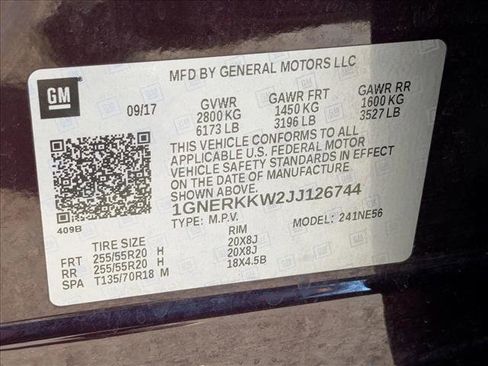 GM
MFD BY GENERAL MOTORS LLC
09/17 GVWR GAWR FRT GAWR RR
2800 KG 1450 KG 1600 KG
6173 LB 3196 LB 3527 LB
THIS VEHICLE CONFORMS TO ALL
APPLICABLE U.S. FEDERAL MOTOR
VEHICLE SAFETY STANDARDS IN EFFECT
ON THE DATE OF MANUFACTURE
SHOWN ABOVE.
1GNERKKW2JJ126744
409B TYPE: M.P.V. MODEL: 241NE56
TIRE SIZE RIM
FRT 255/55R20 H 20X8J
RR 255/55R20 H 20X8J
SPA T135/70R18 M 18X4.5B